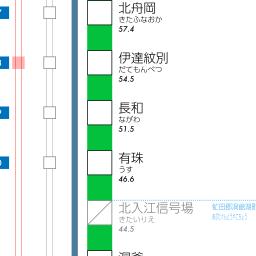 北舟岡
きたふなおか
57.4
伊達紋別
だてもんべつ
54.5
長和
ながわ
51.5
有珠
うす
46.6
北入江信号場
きたいりえ
44.5